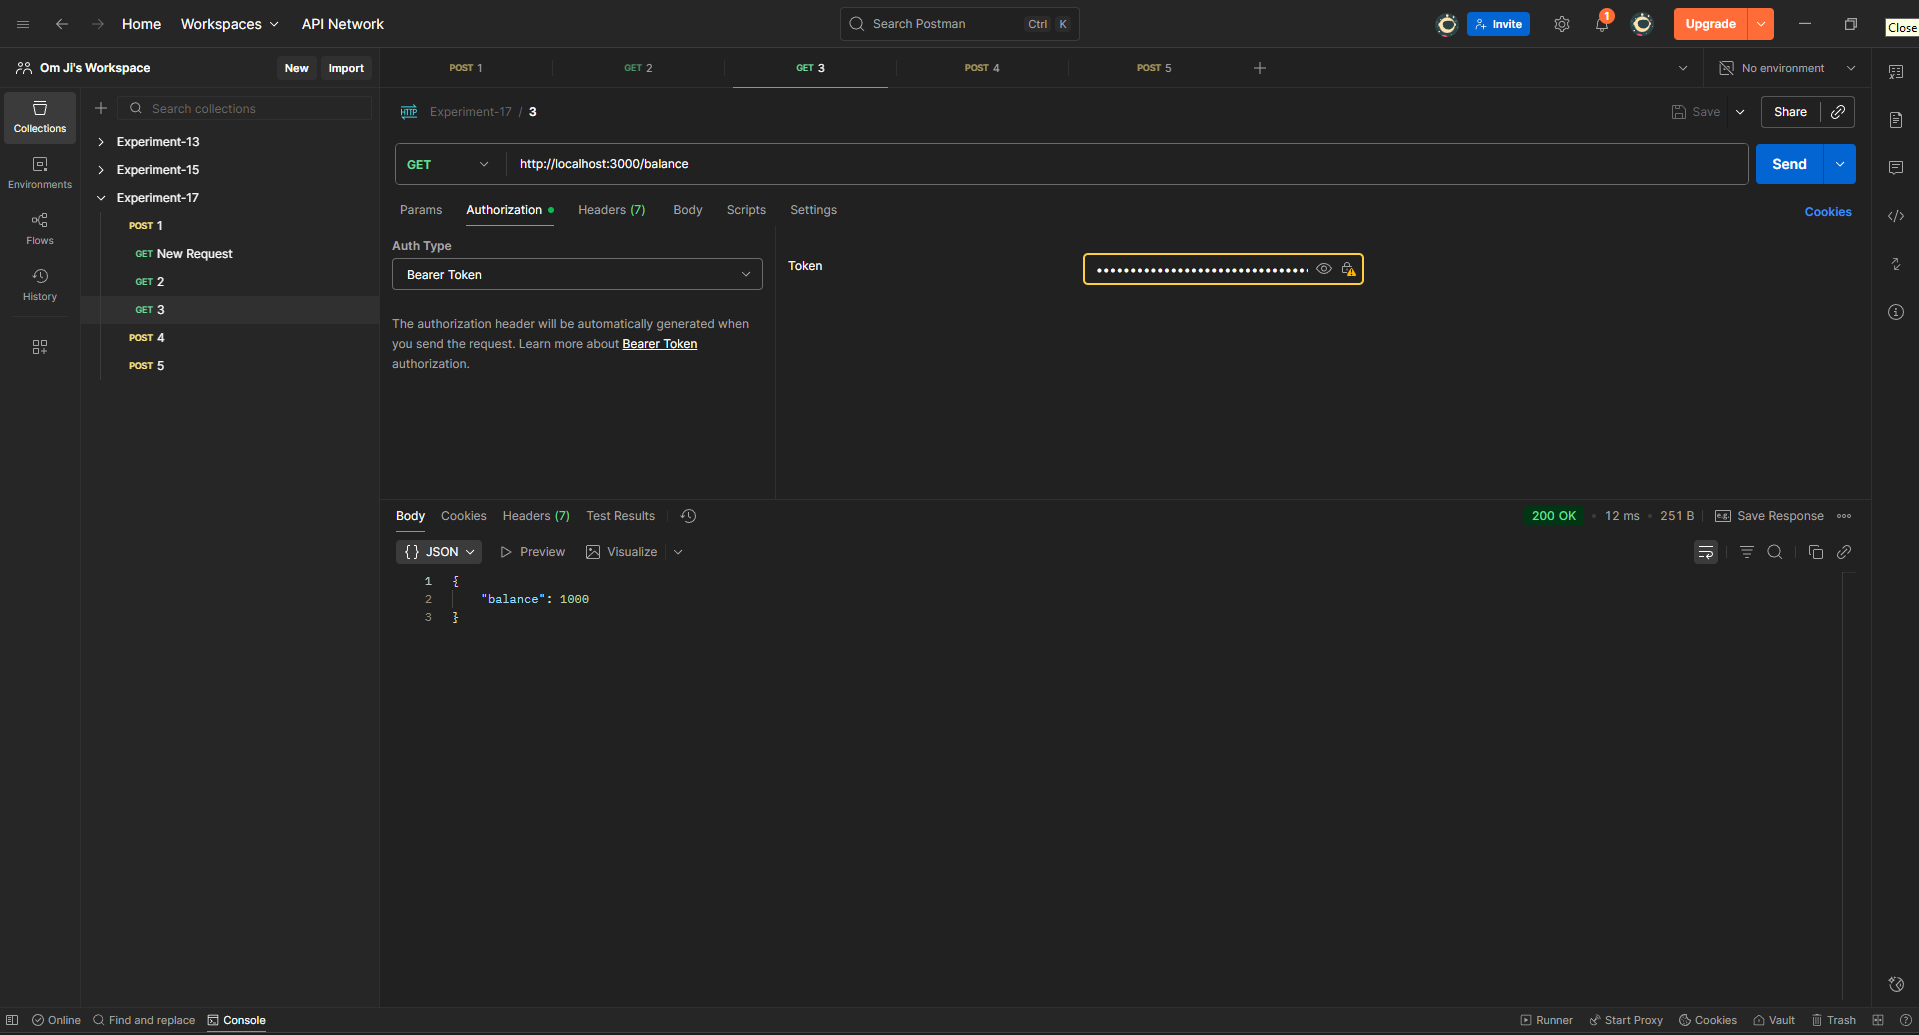 Home
Workspaces
API Network
Search Postman
Ctrl
K
Invite
1
Upgrade
Close
Om Ji's Workspace
New
Import
POST 1
GET 2
GET 3
POST 4
POST 5
No environment
Collections
Environments
Flows
History
Search collections
Experiment-13
Experiment-15
Experiment-17
POST 1
GET New Request
GET 2
GET 3
POST 4
POST 5
HTTP
Experiment-17 / 3
Save
Share
GET
http://localhost:3000/balance
Send
Params
Authorization
Headers (7)
Body
Scripts
Settings
Cookies
Auth Type
Bearer Token
The authorization header will be automatically generated when
you send the request. Learn more about Bearer Token
authorization.
Token
Body
Cookies
Headers (7)
Test Results
200 OK
12 ms
251 B
e.g.
Save Response
{} JSON
Preview
Visualize
1 {
2 "balance": 1000
3 }
Online
Find and replace
Console
Runner
Start Proxy
Cookies
Vault
Trash